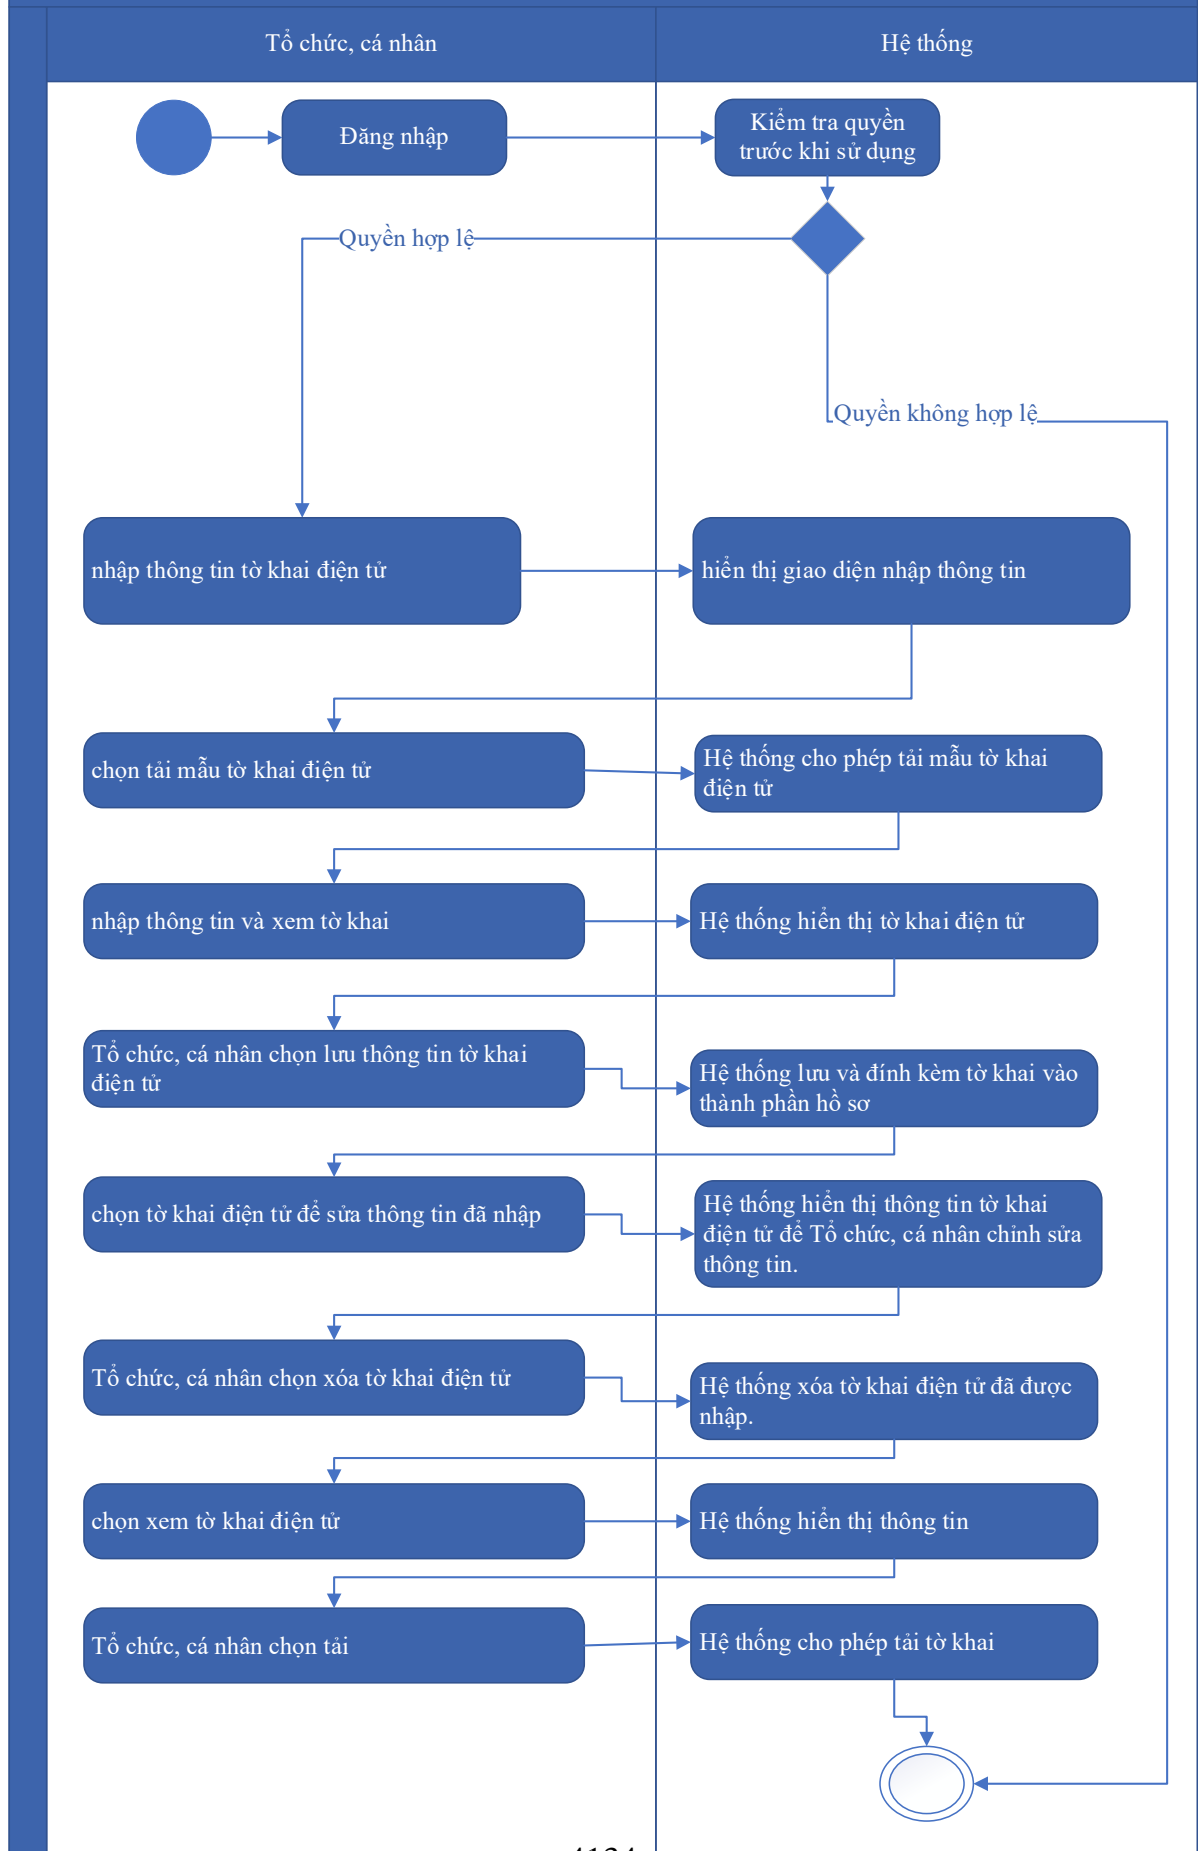 Tổ chức, cá nhân
Hệ thống
Đăng nhập
Kiểm tra quyền
trước khi sử dụng
Quyền hợp lệ
Quyền không hợp lệ
nhập thông tin tờ khai điện tử
hiển thị giao diện nhập thông tin
chọn tải mẫu tờ khai điện tử
Hệ thống cho phép tải mẫu tờ khai
điện tử
nhập thông tin và xem tờ khai
Hệ thống hiển thị tờ khai điện tử
Tổ chức, cá nhân chọn lưu thông tin tờ khai
điện tử
Hệ thống lưu và đính kèm tờ khai vào
thành phần hồ sơ
chọn tờ khai điện tử để sửa thông tin đã nhập
Hệ thống hiển thị thông tin tờ khai
điện tử để Tổ chức, cá nhân chỉnh sửa
thông tin.
Tổ chức, cá nhân chọn xóa tờ khai điện tử
Hệ thống xóa tờ khai điện tử đã được
nhập.
chọn xem tờ khai điện tử
Hệ thống hiển thị thông tin
Tổ chức, cá nhân chọn tải
Hệ thống cho phép tải tờ khai